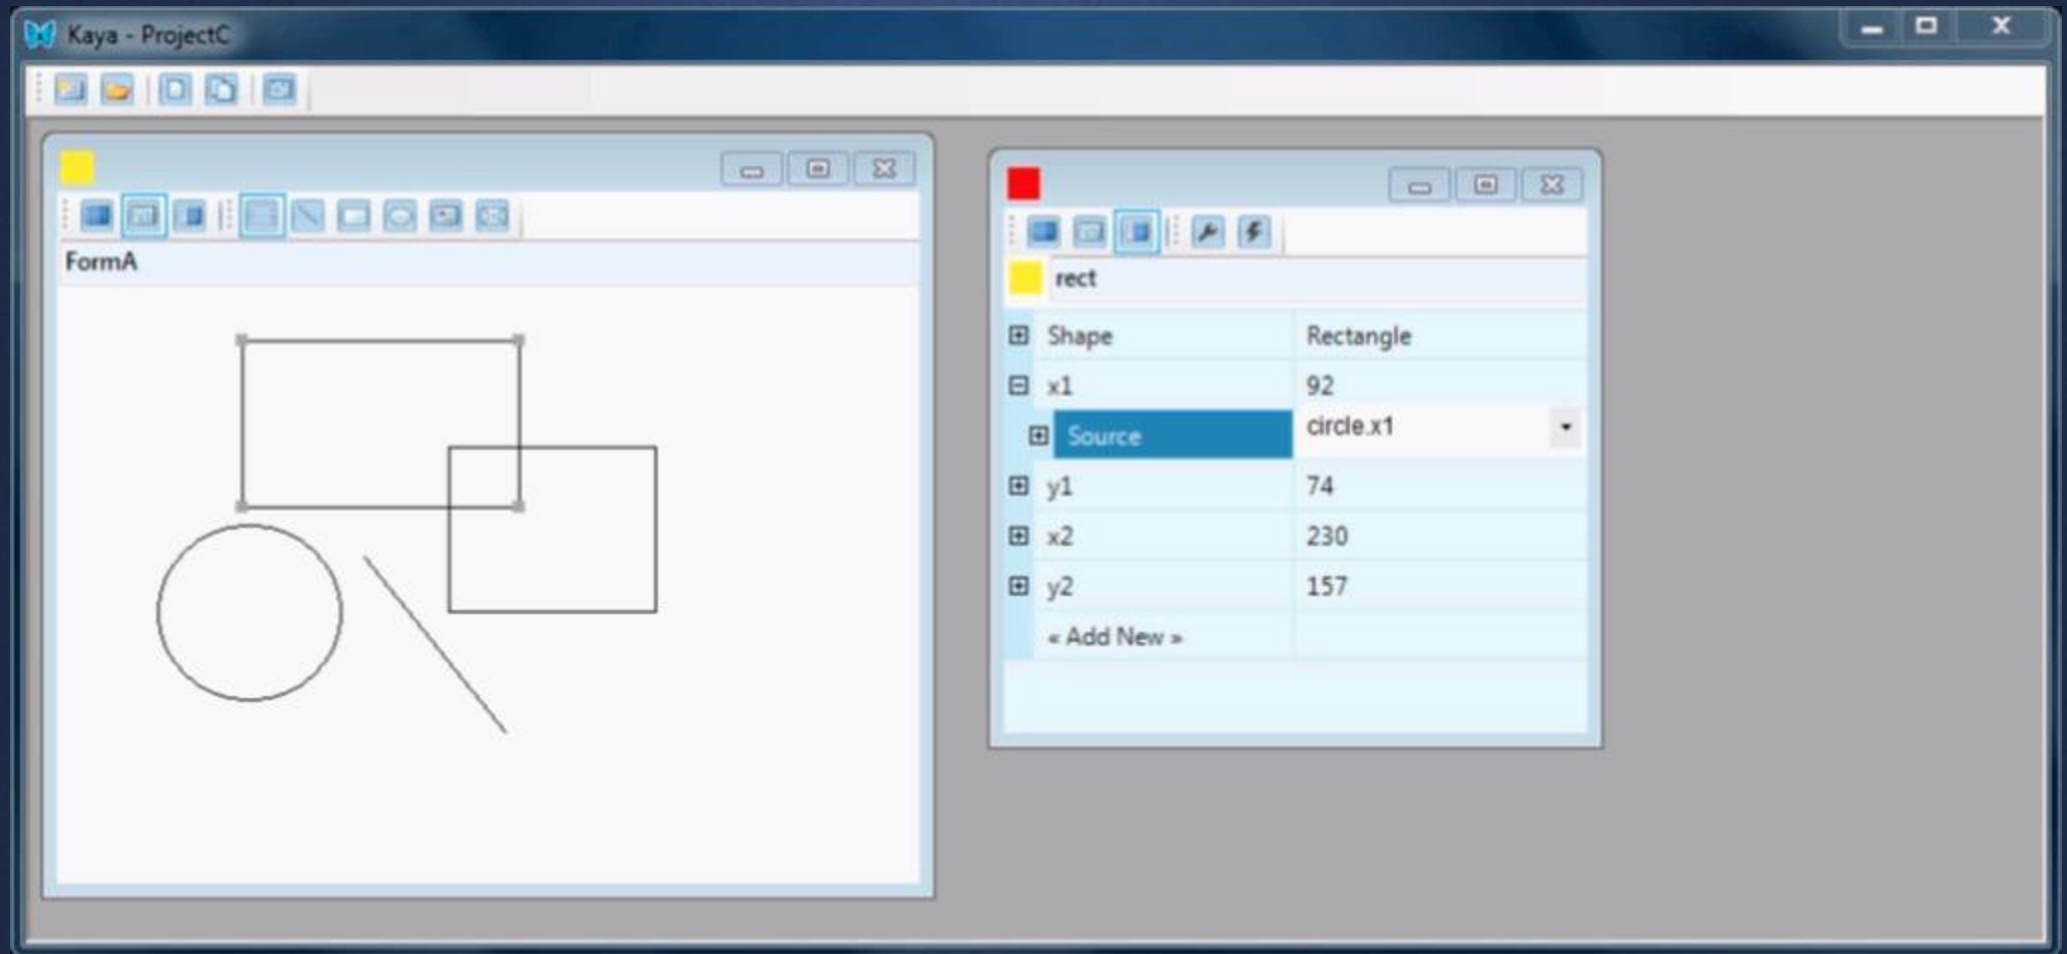 Kaya - ProjectC
FormA
rect
Shape Rectangle
x1 92
Source circle.x1
y1 74
x2 230
y2 157
« Add New »